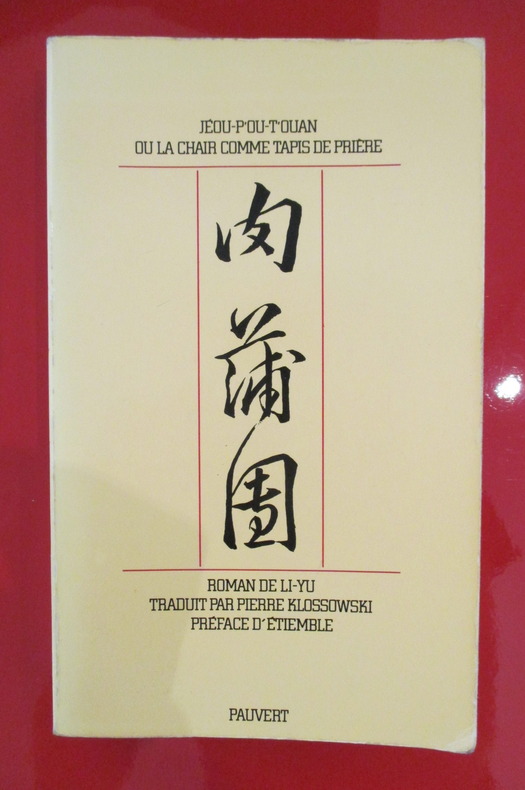 JÉOU-P'OU-T'OUAN
OU LA CHAIR COMME TAPIS DE PRIÈRE
肉
蒲
團
ROMAN DE LI-YU
TRADUIT PAR PIERRE KLOSSOWSKI
PRÉFACE D'ÉTIEMBLE
PAUVERT